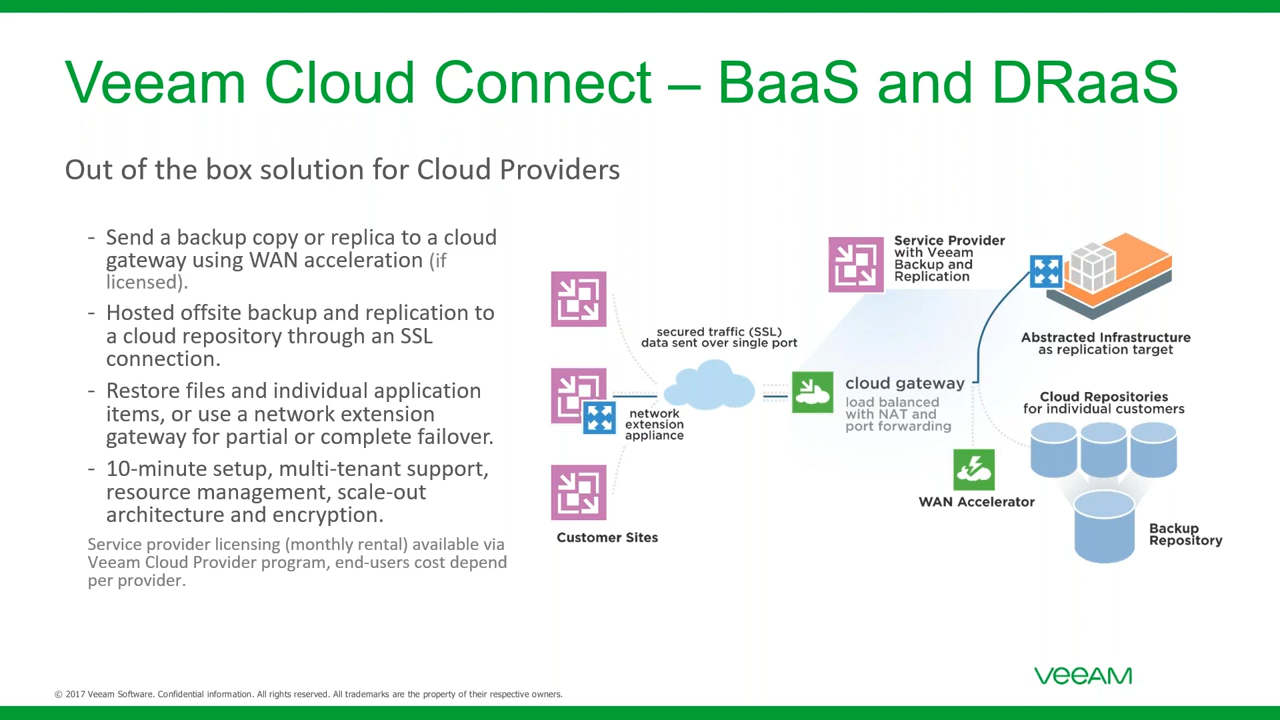 Veeam Cloud Connect – BaaS and DRaaS
Out of the box solution for Cloud Providers
- Send a backup copy or replica to a cloud
gateway using WAN acceleration (if
licensed).
- Hosted offsite backup and replication to
a cloud repository through an SSL
connection.
- Restore files and individual application
items, or use a network extension
gateway for partial or complete failover.
- 10-minute setup, multi-tenant support,
resource management, scale-out
architecture and encryption.
Service provider licensing (monthly rental) available via
Veeam Cloud Provider program, end-users cost depend
per provider.
Customer Sites
network
extension
appliance
secured traffic (SSL)
data sent over single port
Service Provider
with Veeam
Backup and
Replication
cloud gateway
load balanced
with NAT and
port forwarding
WAN Accelerator
Abstracted Infrastructure
as replication target
Cloud Repositories
for individual customers
Backup
Repository
© 2017 Veeam Software. Confidential information. All rights reserved. All trademarks are the property of their respective owners.
veeAM